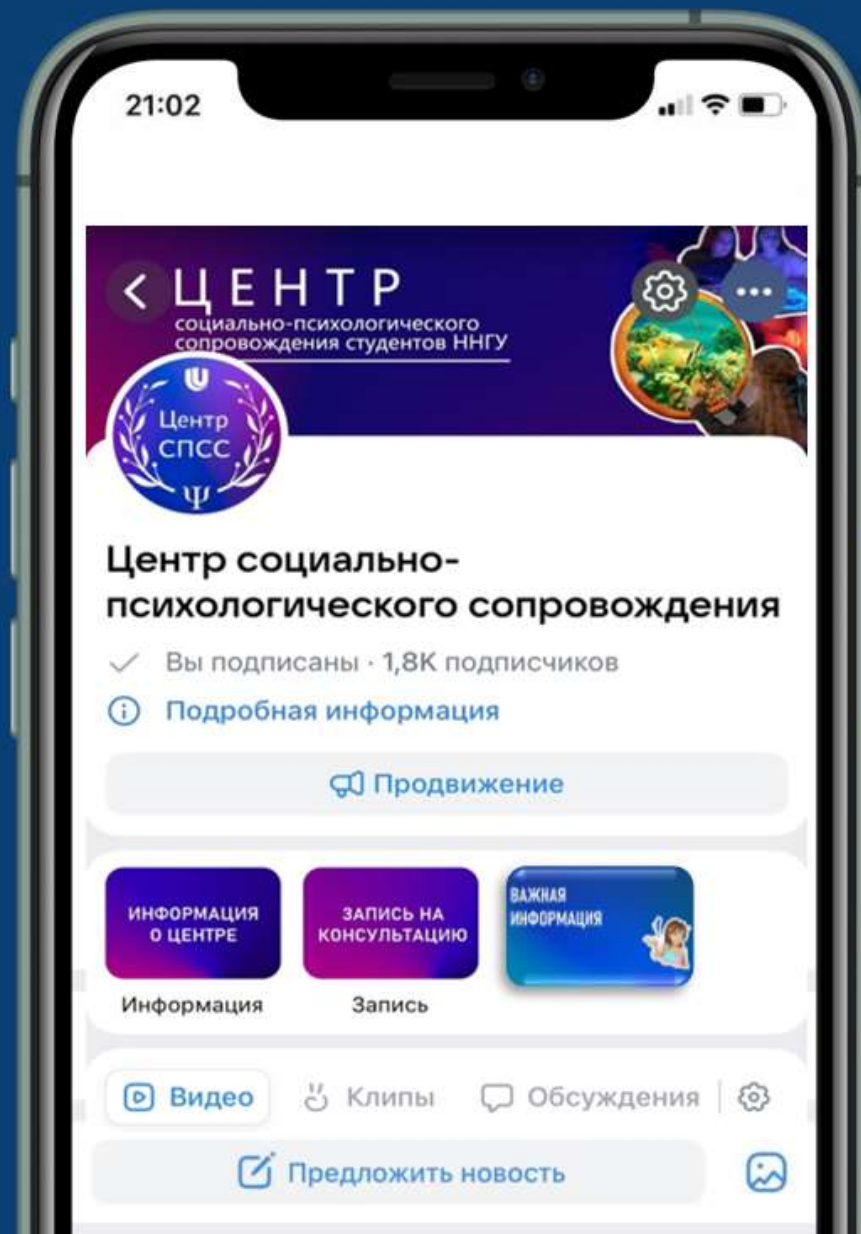 21:02
ЦЕНТР
социально-психологического
сопровождения студентов ННГУ
Центр
СПСС
Ψ
Центр социально-
психологического сопровождения
Вы подписаны · 1,8K подписчиков
Подробная информация
Продвижение
ИНФОРМАЦИЯ
О ЦЕНТРЕ
ЗАПИСЬ НА
КОНСУЛЬТАЦИЮ
ВАЖНАЯ
ИНФОРМАЦИЯ
Информация
Запись
Видео
Клипы
Обсуждения
Предложить новость